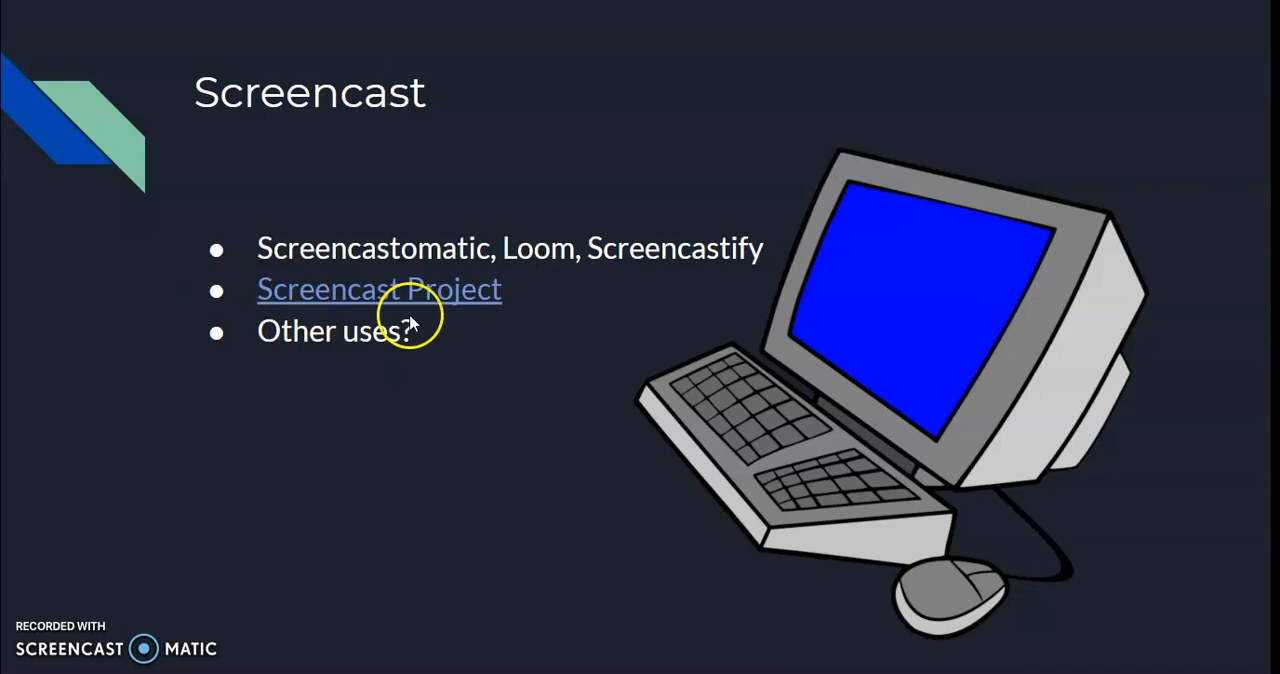 Screencast
Screencastomatic, Loom, Screencastify
Screencast Project
Other uses?
RECORDED WITH
SCREENCAST MATIC